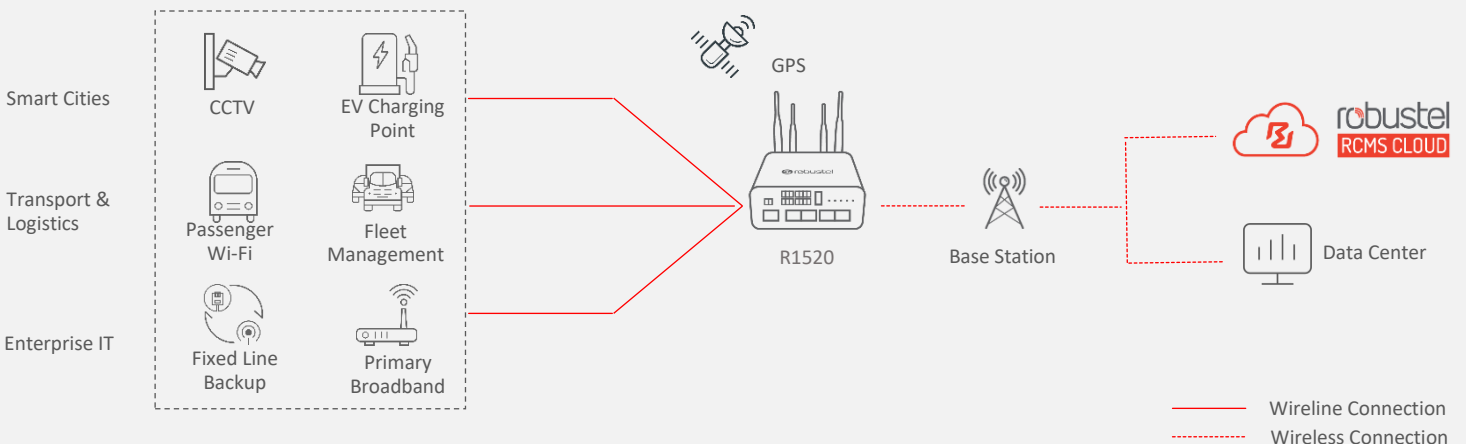 GPS
Smart Cities
CCTV
EV Charging
Point
robustel
RCMS CLOUD
Transport &
Logistics
Passenger
Wi-Fi
Fleet
Management
robustel
R1520
Base Station
Data Center
Enterprise IT
Fixed Line
Backup
Primary
Broadband
Wireline Connection
Wireless Connection